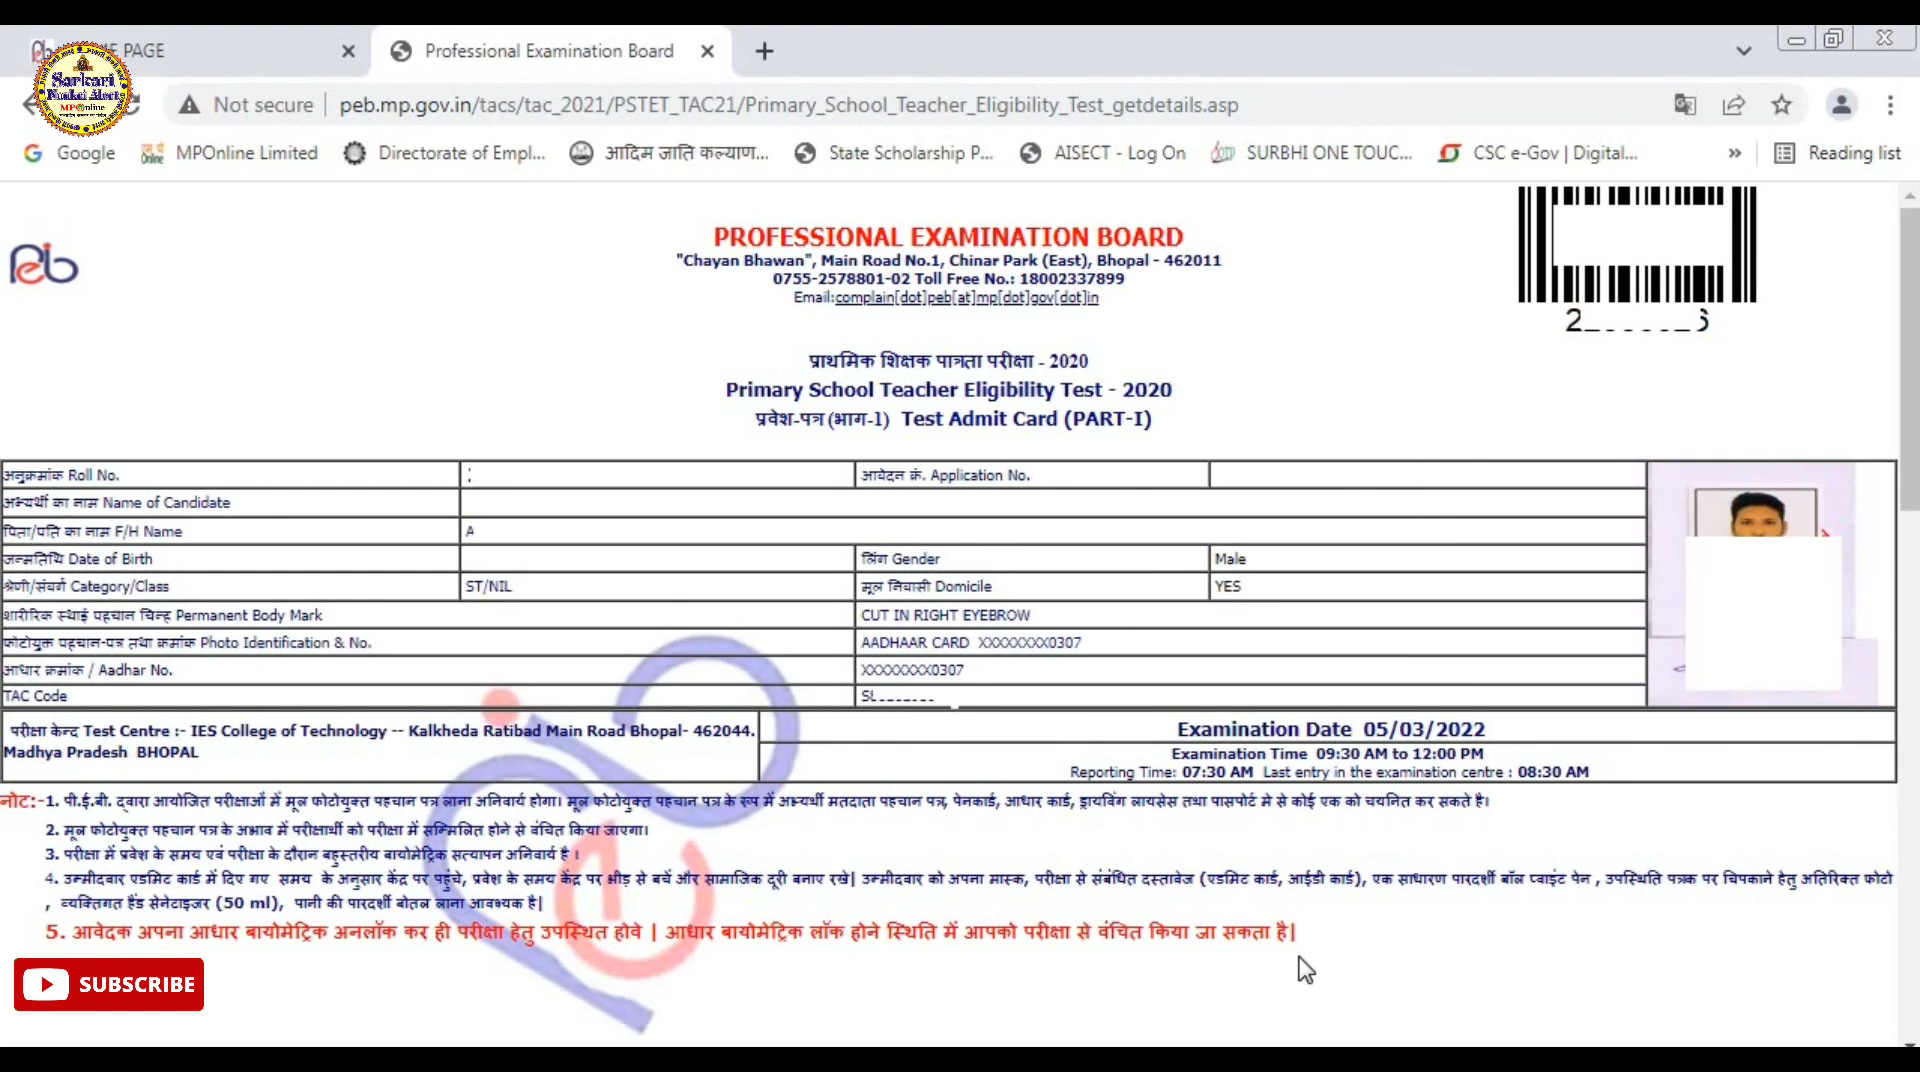 HOME PAGE
Professional Examination Board
Sarkari
Noukri Alert
MP Online
Not secure
peb.mp.gov.in/tacs/tac_2021/PSTET_TAC21/Primary_School_Teacher_Eligibility_Test_getdetails.asp
Google
MPOnline Limited
Directorate of Empl...
आदिम जाति कल्याण...
State Scholarship P...
AISECT - Log On
SURBHI ONE TOUC...
CSC e-Gov | Digital...
»
Reading list
peb
PROFESSIONAL EXAMINATION BOARD
"Chayan Bhawan", Main Road No.1, Chinar Park (East), Bhopal - 462011
0755-2578801-02 Toll Free No.: 18002337899
Email:complain[dot]peb[at]mp[dot]gov[dot]in
प्राथमिक शिक्षक पात्रता परीक्षा - 2020
Primary School Teacher Eligibility Test - 2020
प्रवेश-पत्र (भाग-1) Test Admit Card (PART-I)
अनुक्रमांक Roll No.
आवेदन क्रं. Application No.
अभ्यर्थी का नाम Name of Candidate
पिता/पति का नाम F/H Name A
जन्मतिथि Date of Birth
लिंग Gender Male
श्रेणी/संवर्ग Category/Class ST/NIL
मूल निवासी Domicile YES
शारीरिक स्थाई पहचान चिन्ह Permanent Body Mark CUT IN RIGHT EYEBROW
फोटोयुक्त पहचान-पत्र तथा क्रमांक Photo Identification & No. AADHAAR CARD XXXXXXXX0307
आधार क्रमांक / Aadhar No. XXXXXXXX0307
TAC Code
परीक्षा केन्द Test Centre :- IES College of Technology -- Kalkheda Ratibad Main Road Bhopal- 462044.
Madhya Pradesh BHOPAL
Examination Date 05/03/2022
Examination Time 09:30 AM to 12:00 PM
Reporting Time: 07:30 AM Last entry in the examination centre : 08:30 AM
नोट:-1. पी.ई.बी. द्वारा आयोजित परीक्षाओं में मूल फोटोयुक्त पहचान पत्र लाना अनिवार्य होगा। मूल फोटोयुक्त पहचान पत्र के रूप में अभ्यर्थी मतदाता पहचान पत्र, पेनकार्ड, आधार कार्ड, ड्रायविंग लायसेंस तथा पासपोर्ट मे से कोई एक को चयनित कर सकते है।
2. मूल फोटोयुक्त पहचान पत्र के अभाव में परीक्षार्थी को परीक्षा में सम्मिलित होने से वंचित किया जाएगा।
3. परीक्षा में प्रवेश के समय एवं परीक्षा के दौरान बहुस्तरीय बायोमेट्रिक सत्यापन अनिवार्य है ।
4. उम्मीदवार एडमिट कार्ड में दिए गए समय के अनुसार केंद्र पर पहुंचे, प्रवेश के समय केंद्र पर भीड़ से बचें और सामाजिक दूरी बनाए रखे| उम्मीदवार को अपना मास्क, परीक्षा से संबंधित दस्तावेज (एडमिट कार्ड, आईडी कार्ड), एक साधारण पारदर्शी बॉल प्वाइंट पेन , उपस्थिति पत्रक पर चिपकाने हेतु अतिरिक्त फोटो
, व्यक्तिगत हैंड सेनेटाइजर (50 ml), पानी की पारदर्शी बोतल लाना आवश्यक है|
5. आवेदक अपना आधार बायोमेट्रिक अनलॉक कर ही परीक्षा हेतु उपस्थित होवे | आधार बायोमेट्रिक लॉक होने स्थिति में आपको परीक्षा से वंचित किया जा सकता है|
SUBSCRIBE